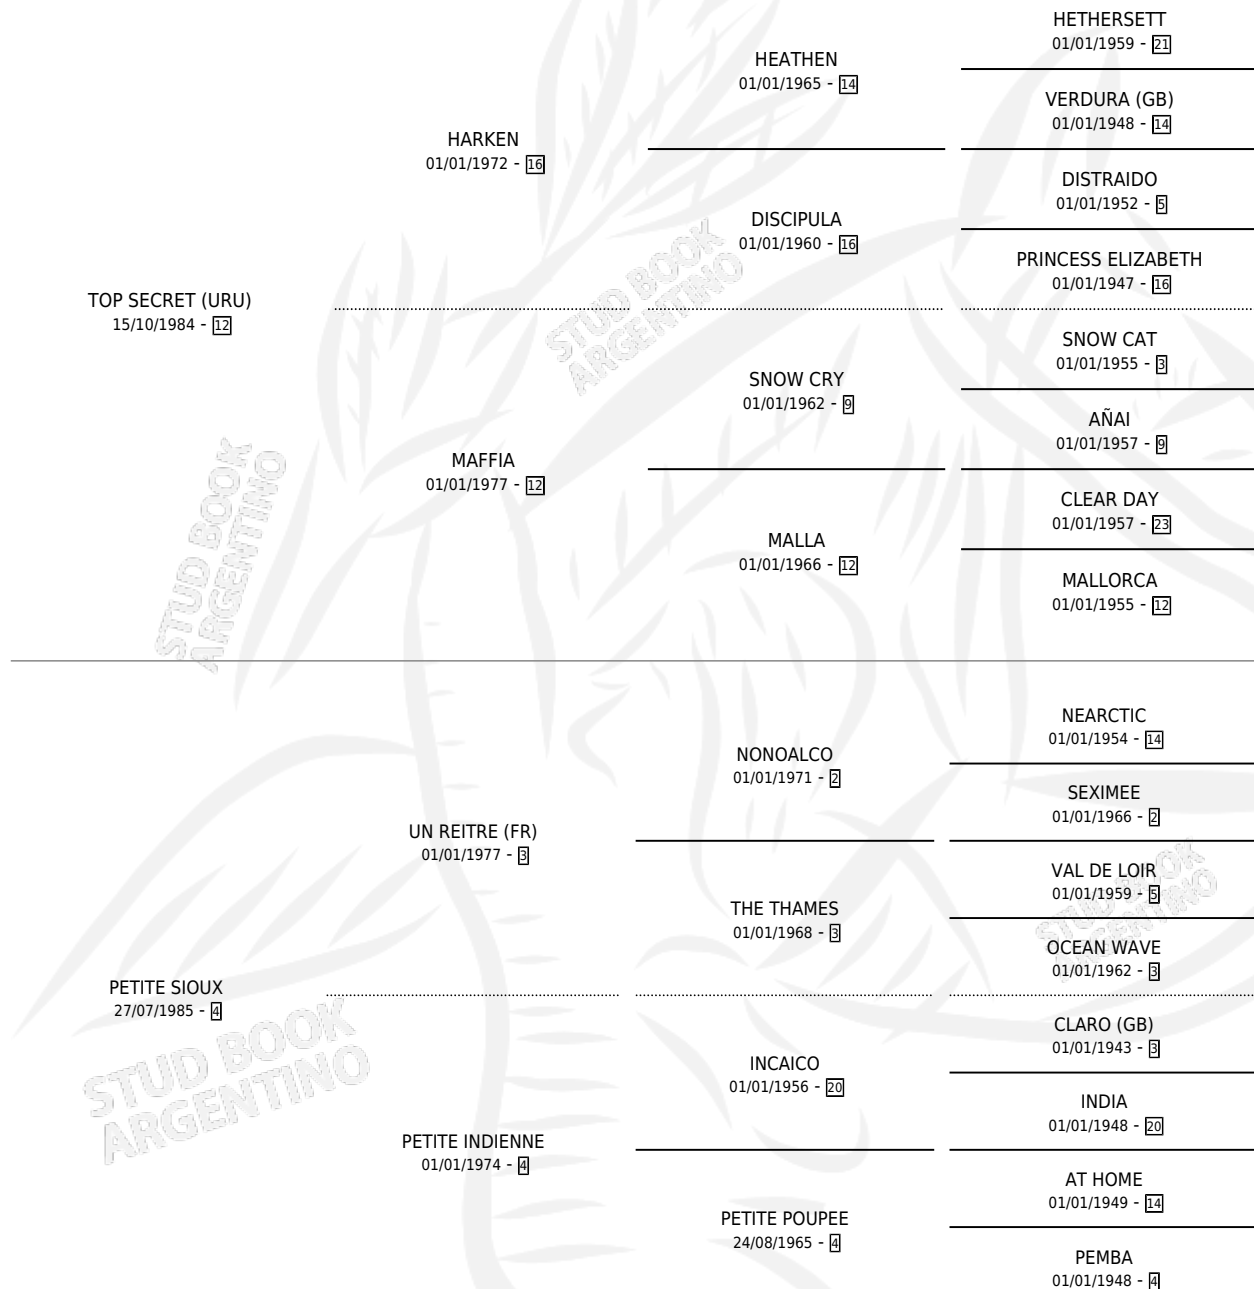 HETHERSETT
01/01/1959 - 21
HEATHEN
01/01/1965 - 14
VERDURA (GB)
01/01/1948 - 14
HARKEN
01/01/1972 - 16
DISTRAIDO
01/01/1952 - 5
DISCIPULA
01/01/1960 - 16
PRINCESS ELIZABETH
01/01/1947 - 16
TOP SECRET (URU)
15/10/1984 - 12
SNOW CAT
01/01/1955 - 3
SNOW CRY
01/01/1962 - 9
AÑAI
01/01/1957 - 9
MAFFIA
01/01/1977 - 12
CLEAR DAY
01/01/1957 - 23
MALLA
01/01/1966 - 12
MALLORCA
01/01/1955 - 12
NEARCTIC
01/01/1954 - 14
NONOALCO
01/01/1971 - 2
SEXIMEE
01/01/1966 - 2
UN REITRE (FR)
01/01/1977 - 3
VAL DE LOIR
01/01/1959 - 5
THE THAMES
01/01/1968 - 3
OCEAN WAVE
01/01/1962 - 3
PETITE SIOUX
27/07/1985 - 4
CLARO (GB)
01/01/1943 - 3
INCAICO
01/01/1956 - 20
INDIA
01/01/1948 - 20
PETITE INDIENNE
01/01/1974 - 4
AT HOME
01/01/1949 - 14
PETITE POUPEE
24/08/1965 - 4
PEMBA
01/01/1948 - 4
STUD BOOK
ARGENTINO
STUD BOOK
ARGENTINO
STUD BOOK
ARGENTINO
STUD BOOK
ARGENTINO